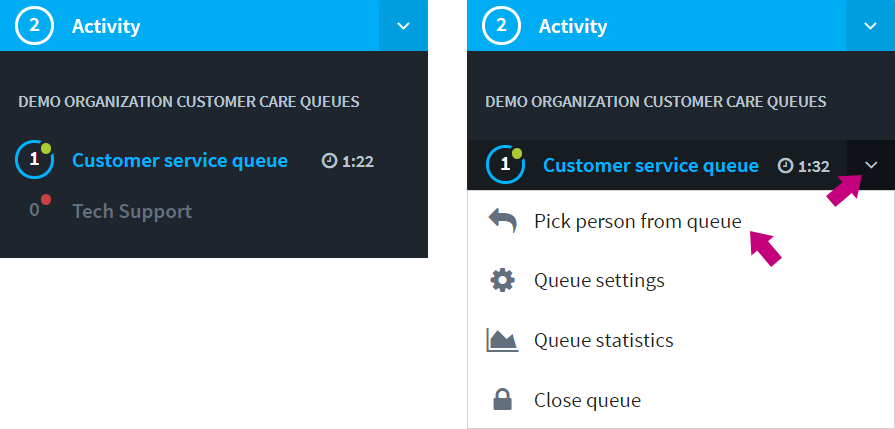 2 Activity
DEMO ORGANIZATION CUSTOMER CARE QUEUES
1 Customer service queue 1:22
0 Tech Support
2 Activity
DEMO ORGANIZATION CUSTOMER CARE QUEUES
1 Customer service queue 1:32
Pick person from queue
Queue settings
Queue statistics
Close queue